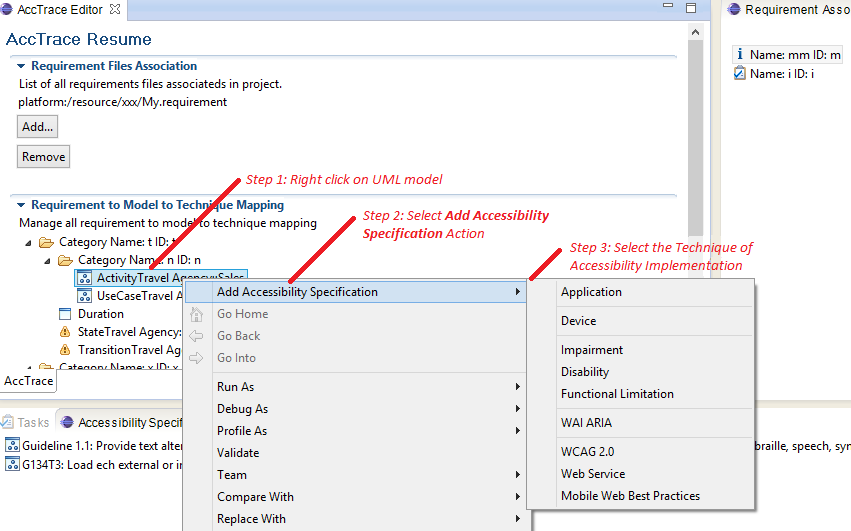 AccTrace Editor
Requirement Asso
AccTrace Resume
Requirement Files Association
List of all requirements files associateds in project.
platform:/resource/xxx/My.requirement
Add...
Remove
Name: mm ID: m
Name: i ID: i
Step 1: Right click on UML model
Requirement to Model to Technique Mapping
Manage all requirement to model to technique mapping
Step 2: Select Add Accessibility
Specification Action
Step 3: Select the Technique of
Accessibility Implementation
Category Name: t ID: t
Category Name: n ID: n
ActivityTravel Agency::Sales
UseCaseTravel A
Duration
StateTravel Agency:
TransitionTravel Ag
Category Name: x ID: x
AccTrace
Add Accessibility Specification
Go Home
Go Back
Go Into
Run As
Debug As
Profile As
Validate
Team
Compare With
Replace With
Application
Device
Impairment
Disability
Functional Limitation
WAI ARIA
WCAG 2.0
Web Service
Mobile Web Best Practices
Tasks
Accessibility Specif
Guideline 1.1: Provide text alter
braille, speech, syn
G134T3: Load ech external or in